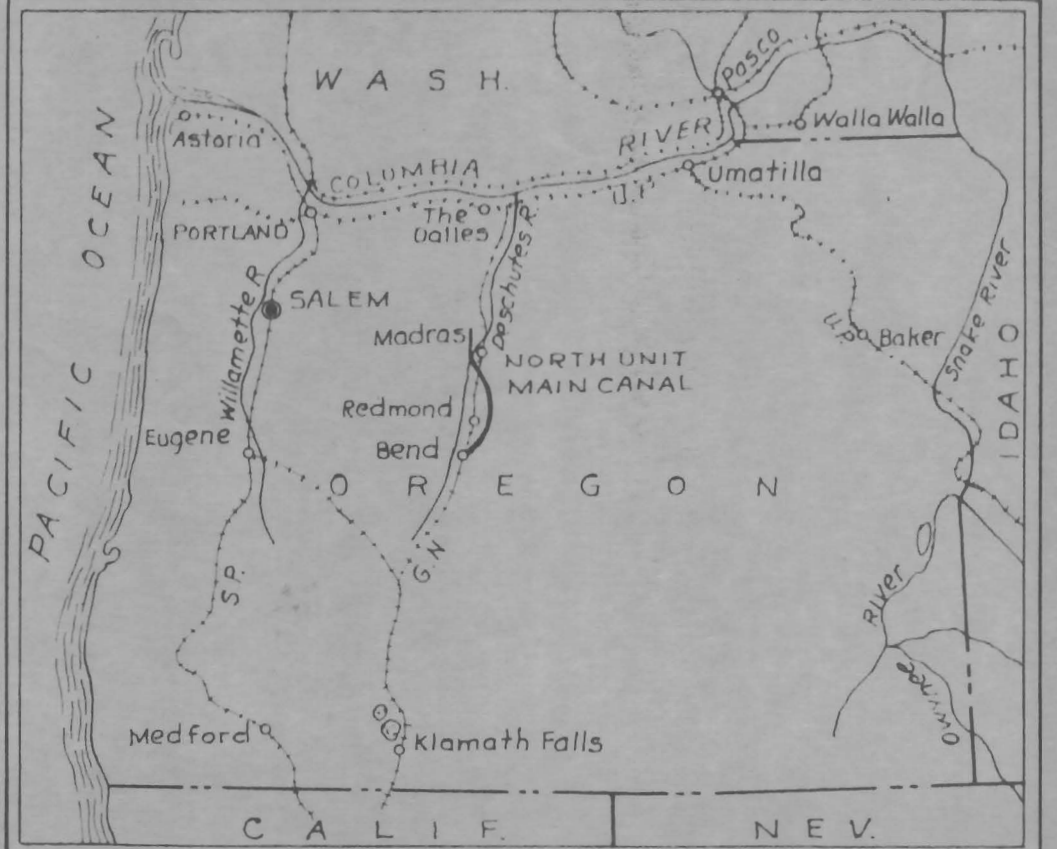 WASH.
PASCO
Astoria
Walla Walla
COLUMBIA RIVER
Umatilla
U.P.
PORTLAND
The Dalles
Deschutes R.
PACIFIC OCEAN
Willamette R.
SALEM
Madras
NORTH UNIT
MAIN CANAL
U.P.
Baker
Snake River
IDAHO
Redmond
Eugene
Bend
OREGON
G.N
S.P.
River
Owyhee
Medford
Klamath Falls
CALIF.
NEV.